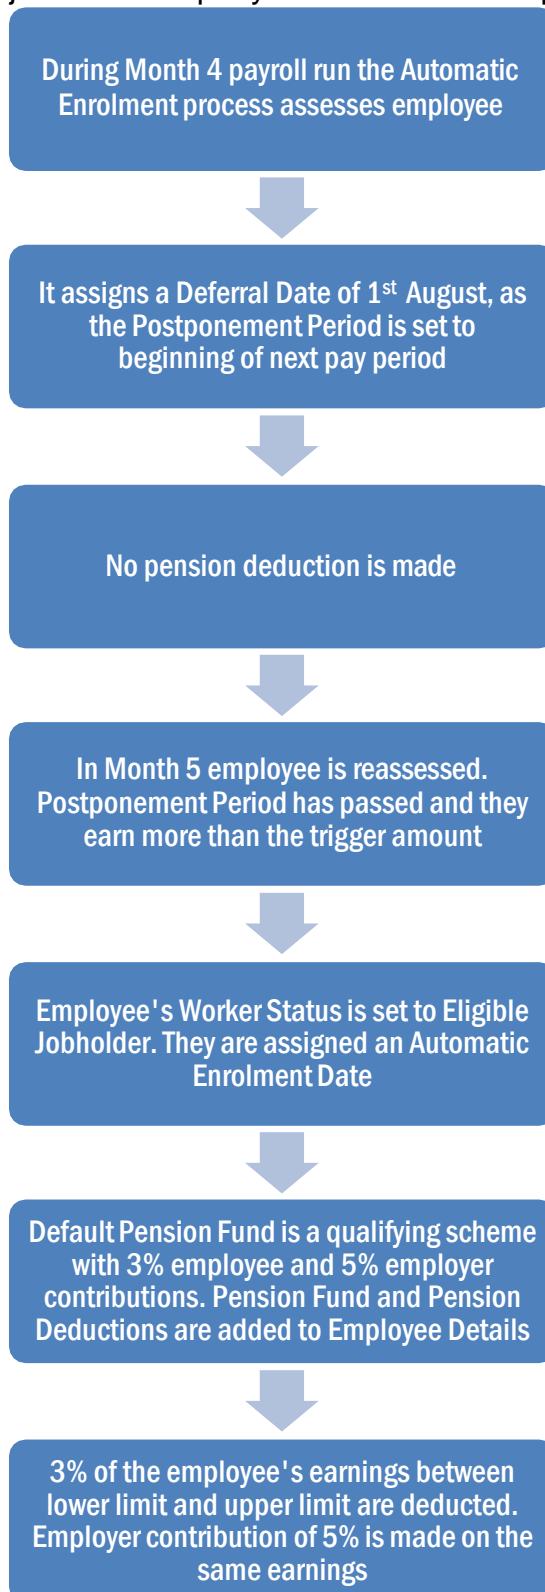 During Month 4 payroll run the Automatic
Enrolment process assesses employee
It assigns a Deferral Date of 1st August, as
the Postponement Period is set to
beginning of next pay period
No pension deduction is made
In Month 5 employee is reassessed.
Postponement Period has passed and they
earn more than the trigger amount
Employee's Worker Status is set to Eligible
Jobholder. They are assigned an Automatic
Enrolment Date
Default Pension Fund is a qualifying scheme
with 3% employee and 5% employer
contributions. Pension Fund and Pension
Deductions are added to Employee Details
3% of the employee's earnings between
lower limit and upper limit are deducted.
Employer contribution of 5% is made on the
same earnings